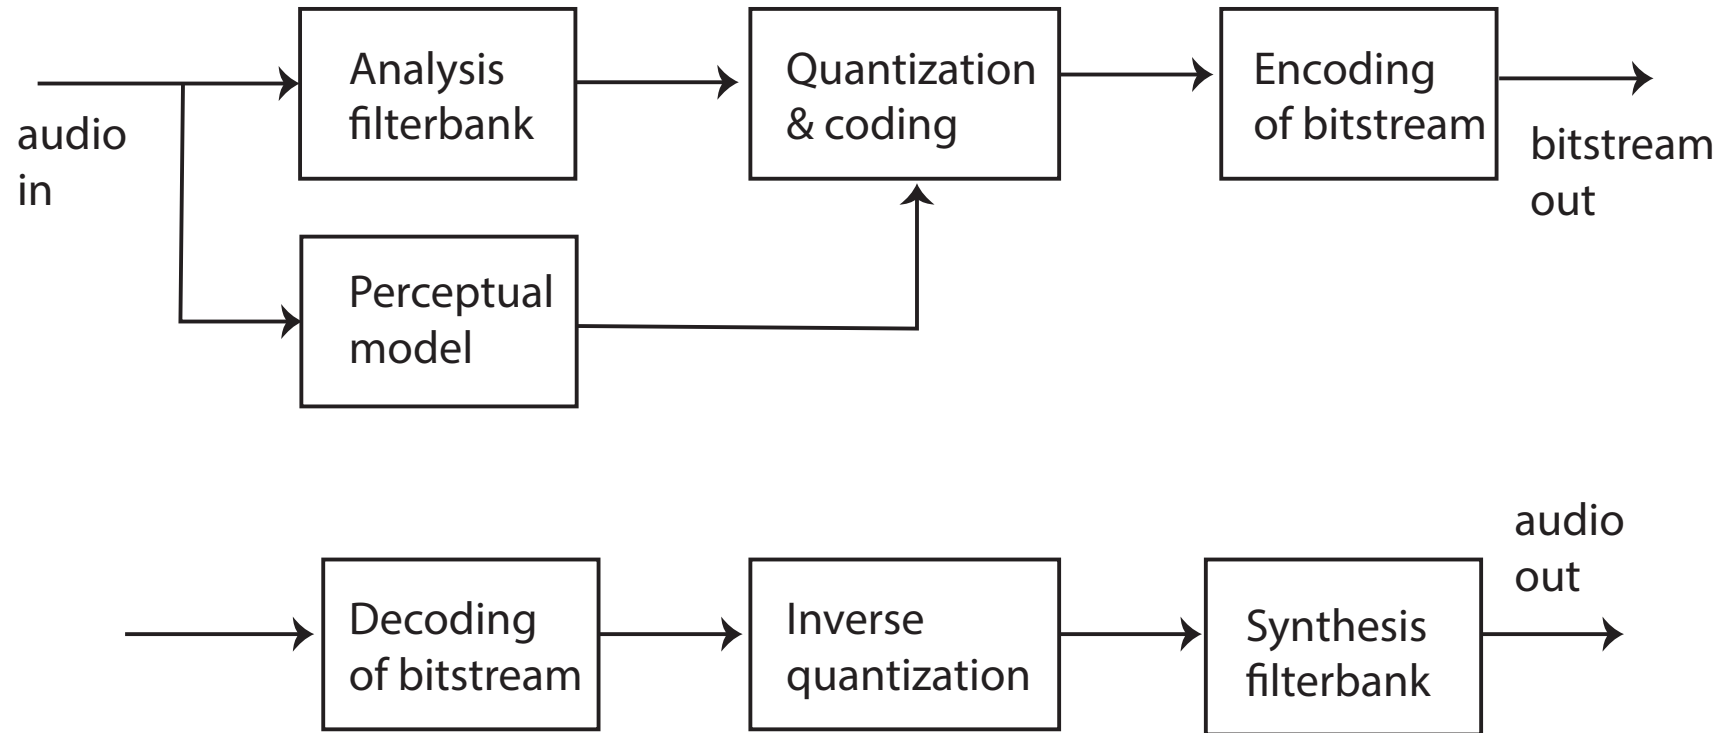 audio
in
Analysis
filterbank
Quantization
& coding
Encoding
of bitstream
bitstream
out
Perceptual
model
Decoding
of bitstream
Inverse
quantization
Synthesis
filterbank
audio
out